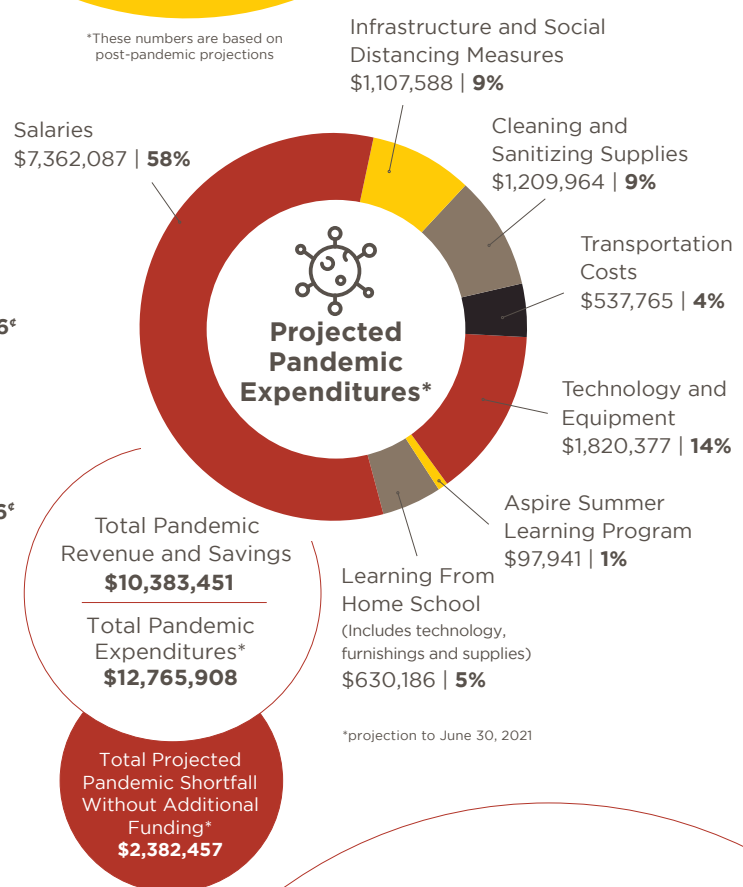 *These numbers are based on
post-pandemic projections
Infrastructure and Social
Distancing Measures
$1,107,588 | 9%
Salaries
$7,362,087 | 58%
Cleaning and
Sanitizing Supplies
$1,209,964 | 9%
Transportation
Costs
$537,765 | 4%
6¢
Projected
Pandemic
Expenditures*
Technology and
Equipment
$1,820,377 | 14%
6¢
Aspire Summer
Learning Program
$97,941 | 1%
Total Pandemic
Revenue and Savings
$10,383,451
Total Pandemic
Expenditures*
$12,765,908
Learning From
Home School
(Includes technology,
furnishings and supplies)
$630,186 | 5%
*projection to June 30, 2021
Total Projected
Pandemic Shortfall
Without Additional
Funding*
$2,382,457